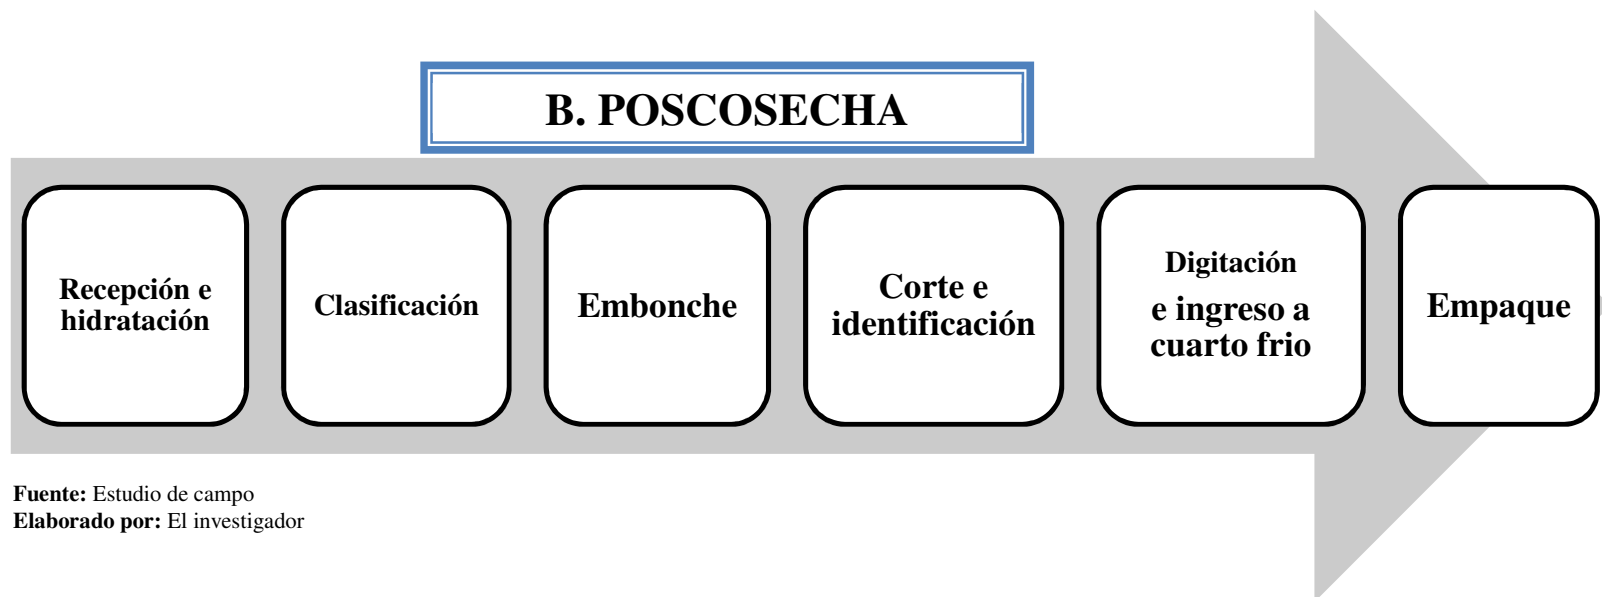 B. POSCOSECHA
Recepción e
hidratación
Clasificación
Embonche
Corte e
identificación
Digitación
e ingreso a
cuarto frio
Empaque
Fuente: Estudio de campo
Elaborado por: El investigador